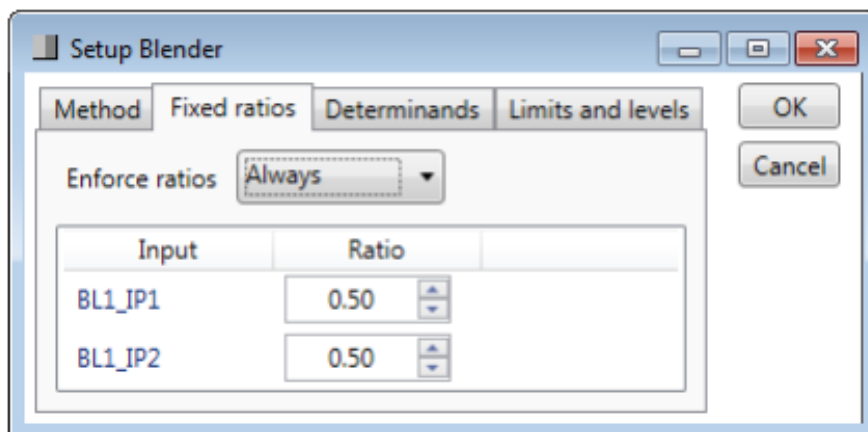 Setup Blender
Method Fixed ratios Determinands Limits and levels OK
Enforce ratios Always Cancel
Input Ratio
BL1_IP1 0.50
BL1_IP2 0.50